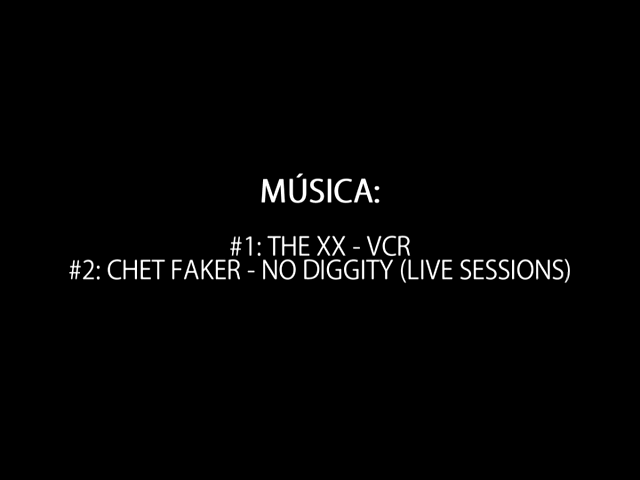 MÚSICA:
#1: THE XX - VCR
#2: CHET FAKER - NO DIGGITY (LIVE SESSIONS)